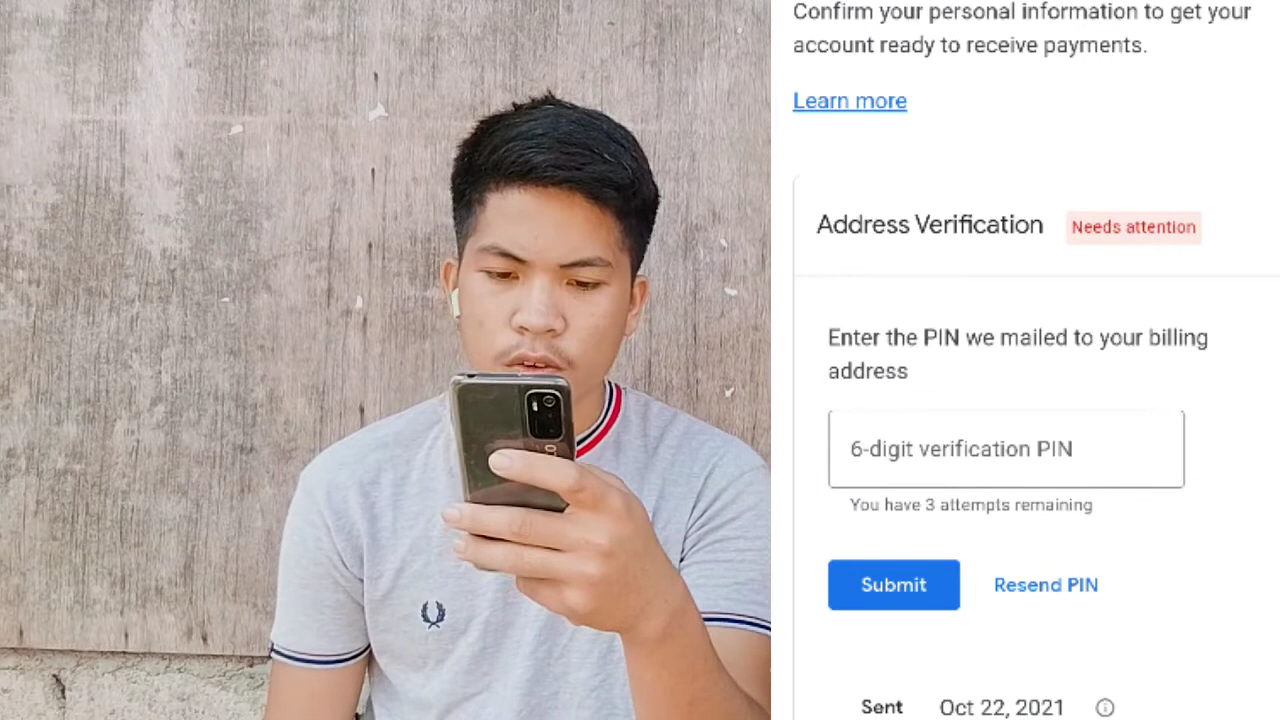 Confirm your personal information to get your
account ready to receive payments.
Learn more
Address Verification Needs attention
Enter the PIN we mailed to your billing
address
6-digit verification PIN
You have 3 attempts remaining
Submit Resend PIN
Sent Oct 22, 2021